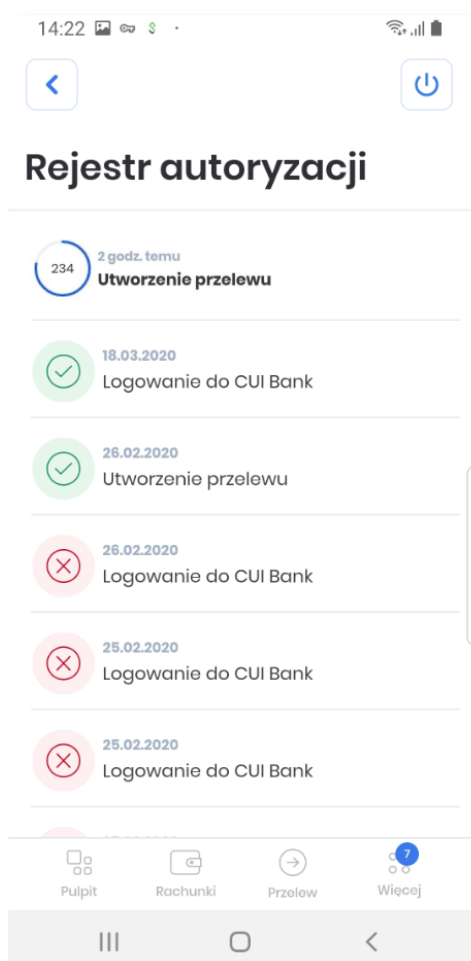 14:22
Rejestr autoryzacji
234
2 godz. temu
Utworzenie przelewu
18.03.2020
Logowanie do CUI Bank
26.02.2020
Utworzenie przelewu
26.02.2020
Logowanie do CUI Bank
25.02.2020
Logowanie do CUI Bank
25.02.2020
Logowanie do CUI Bank
7
Pulpit Rachunki Przelew Więcej